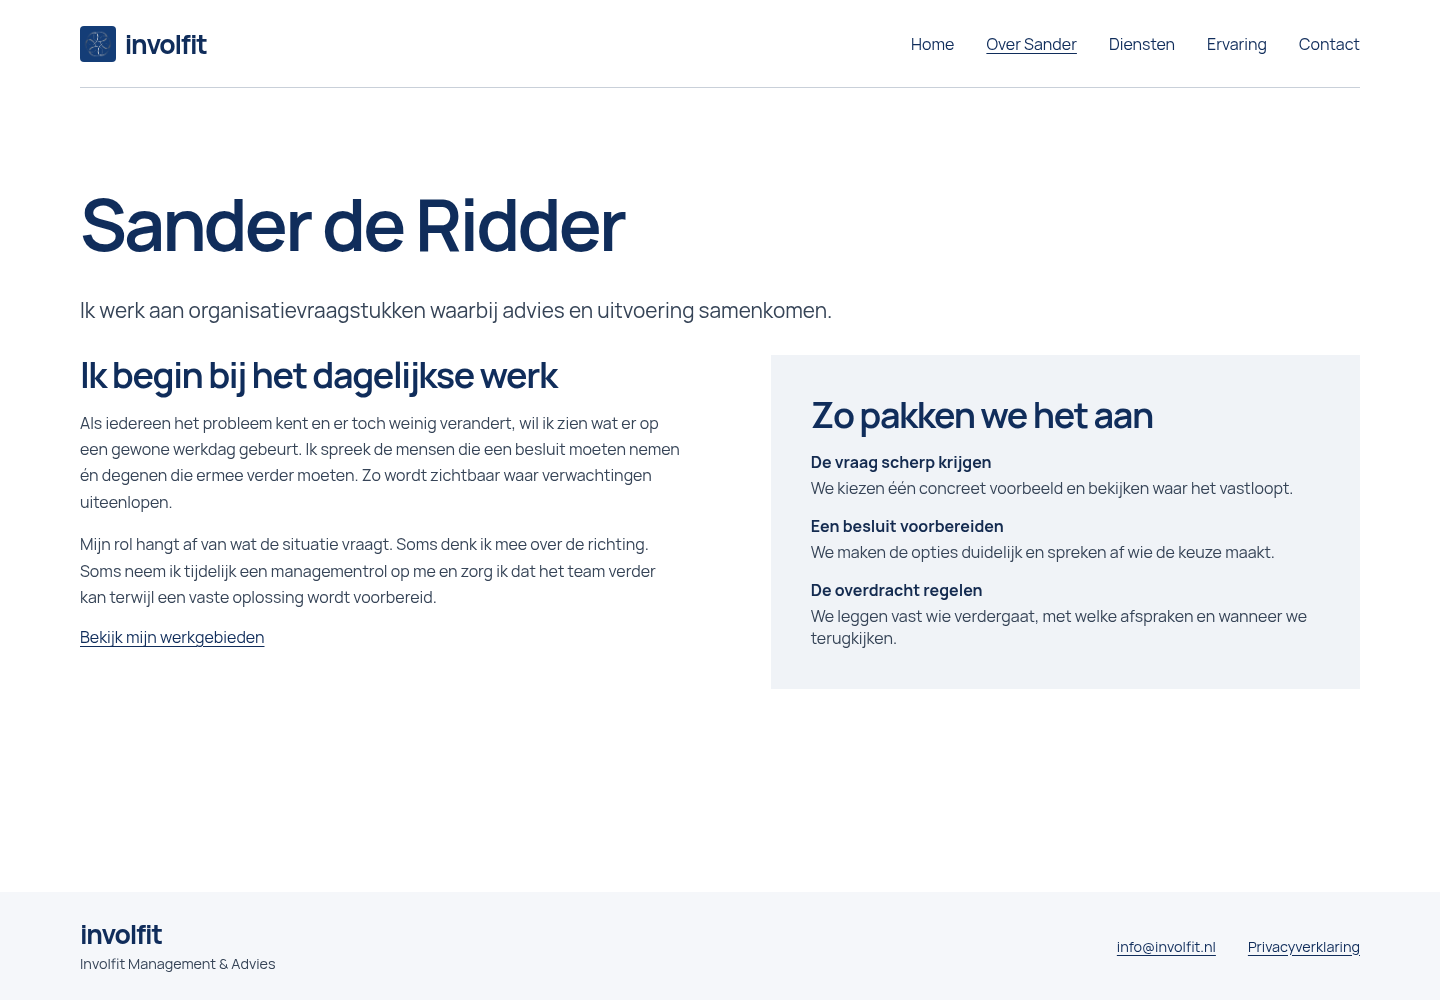 involfit
Home
Over Sander
Diensten
Ervaring
Contact
Sander de Ridder
Ik werk aan organisatievraagstukken waarbij advies en uitvoering samenkomen.
Ik begin bij het dagelijkse werk
Als iedereen het probleem kent en er toch weinig verandert, wil ik zien wat er op
een gewone werkdag gebeurt. Ik spreek de mensen die een besluit moeten nemen
én degenen die ermee verder moeten. Zo wordt zichtbaar waar verwachtingen
uiteenlopen.
Mijn rol hangt af van wat de situatie vraagt. Soms denk ik mee over de richting.
Soms neem ik tijdelijk een managementrol op me en zorg ik dat het team verder
kan terwijl een vaste oplossing wordt voorbereid.
Bekijk mijn werkgebieden
Zo pakken we het aan
De vraag scherp krijgen
We kiezen één concreet voorbeeld en bekijken waar het vastloopt.
Een besluit voorbereiden
We maken de opties duidelijk en spreken af wie de keuze maakt.
De overdracht regelen
We leggen vast wie verdergaat, met welke afspraken en wanneer we
terugkijken.
involfit
Involfit Management & Advies
info@involfit.nl
Privacyverklaring